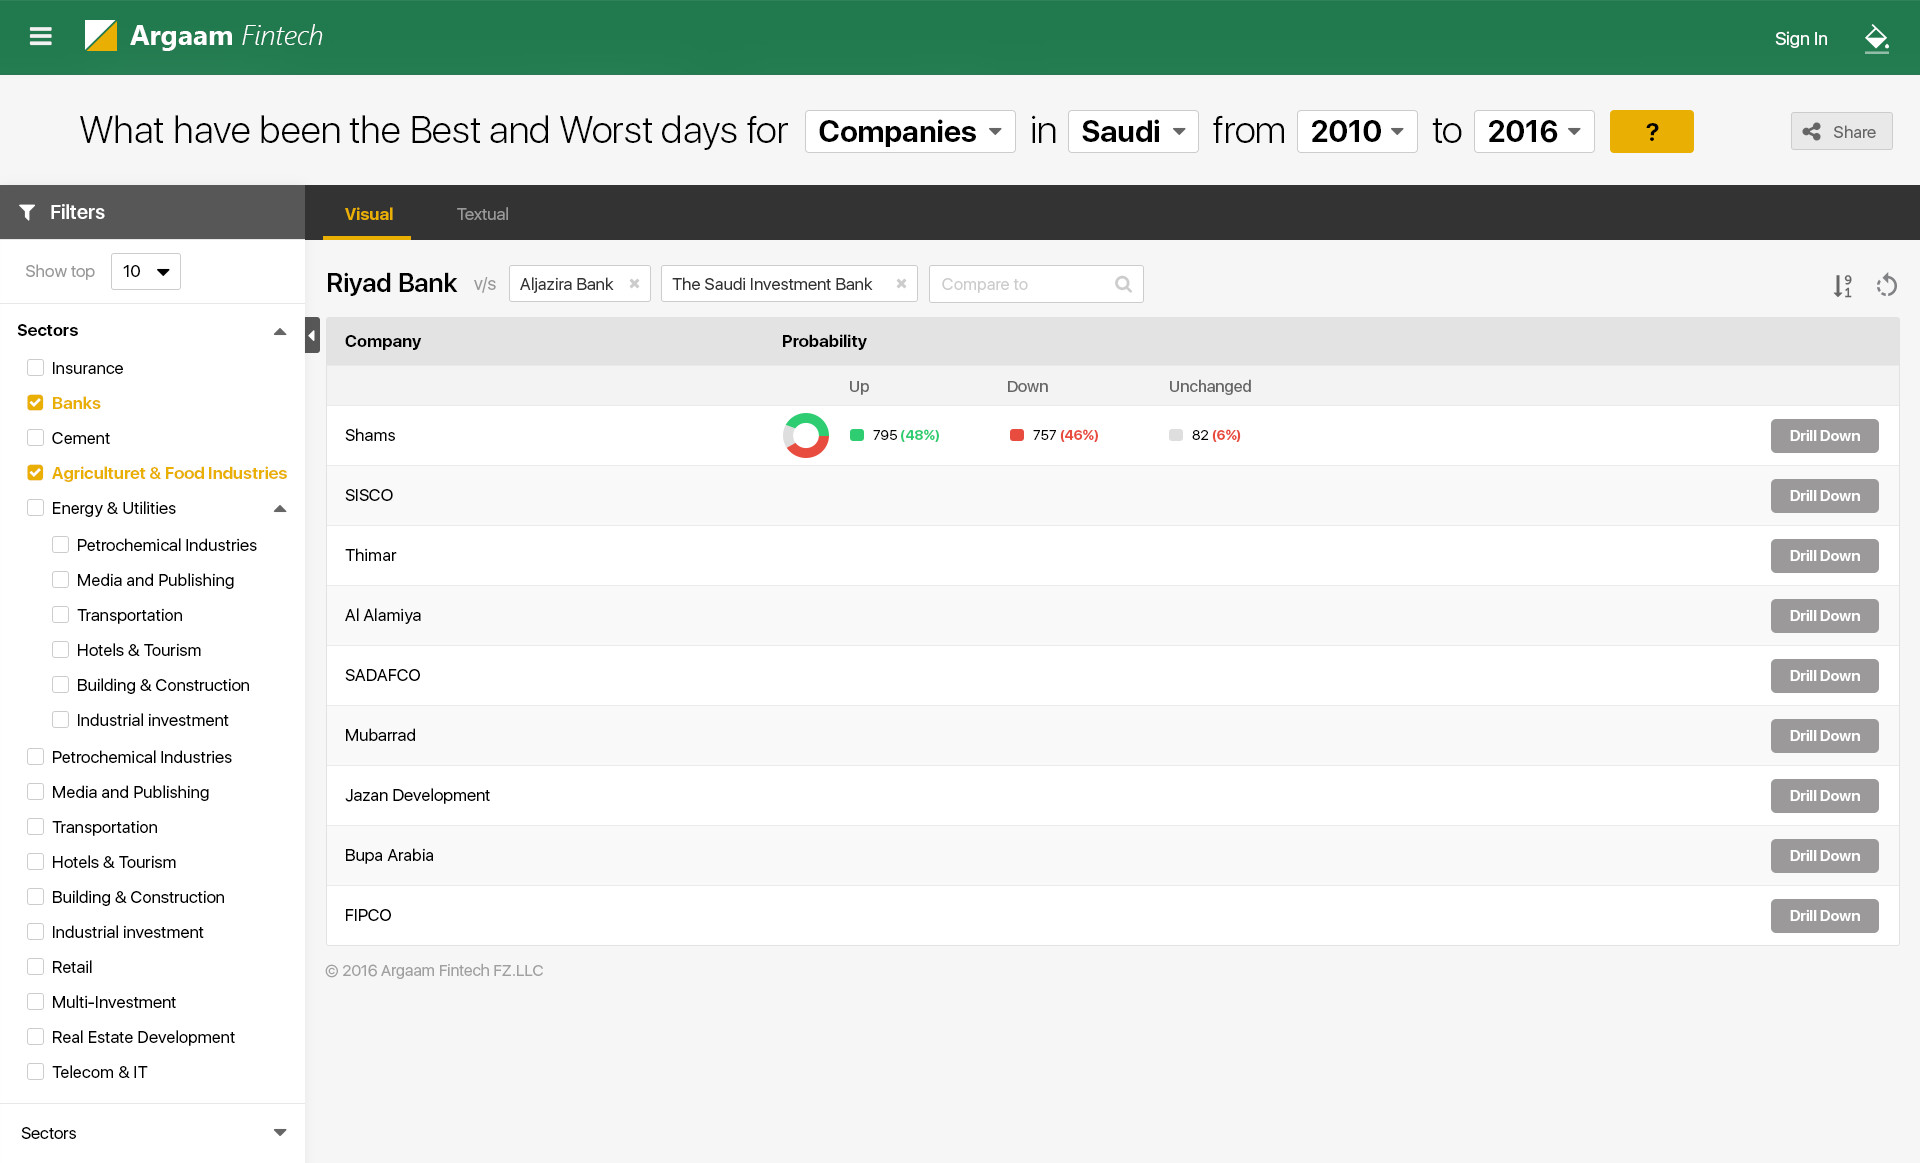 Argaam Fintech
Sign In
What have been the Best and Worst days for Companies in Saudi from 2010 to 2016 ?
Share
Filters
Show top 10
Sectors
Insurance
Banks
Cement
Agriculturet & Food Industries
Energy & Utilities
Petrochemical Industries
Media and Publishing
Transportation
Hotels & Tourism
Building & Construction
Industrial investment
Petrochemical Industries
Media and Publishing
Transportation
Hotels & Tourism
Building & Construction
Industrial investment
Retail
Multi-Investment
Real Estate Development
Telecom & IT
Sectors
Visual Textual
Riyad Bank v/s Aljazira Bank The Saudi Investment Bank Compare to
9
1
Company Probability
Up Down Unchanged
Shams 795 (48%) 757 (46%) 82 (6%) Drill Down
SISCO Drill Down
Thimar Drill Down
Al Alamiya Drill Down
SADAFCO Drill Down
Mubarrad Drill Down
Jazan Development Drill Down
Bupa Arabia Drill Down
FIPCO Drill Down
© 2016 Argaam Fintech FZ.LLC